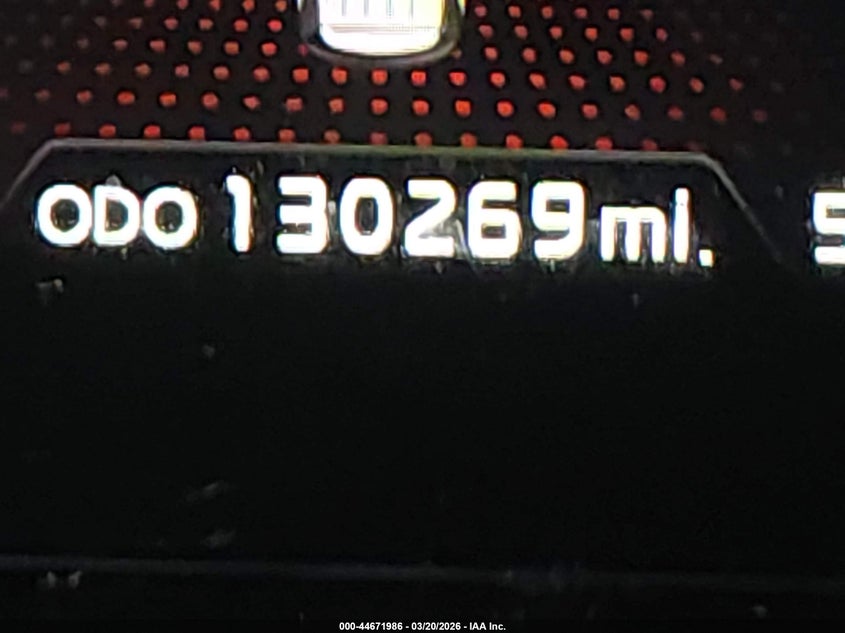 ODO 130269 mi.
000-44671986 - 03/20/2026 - IAA Inc.